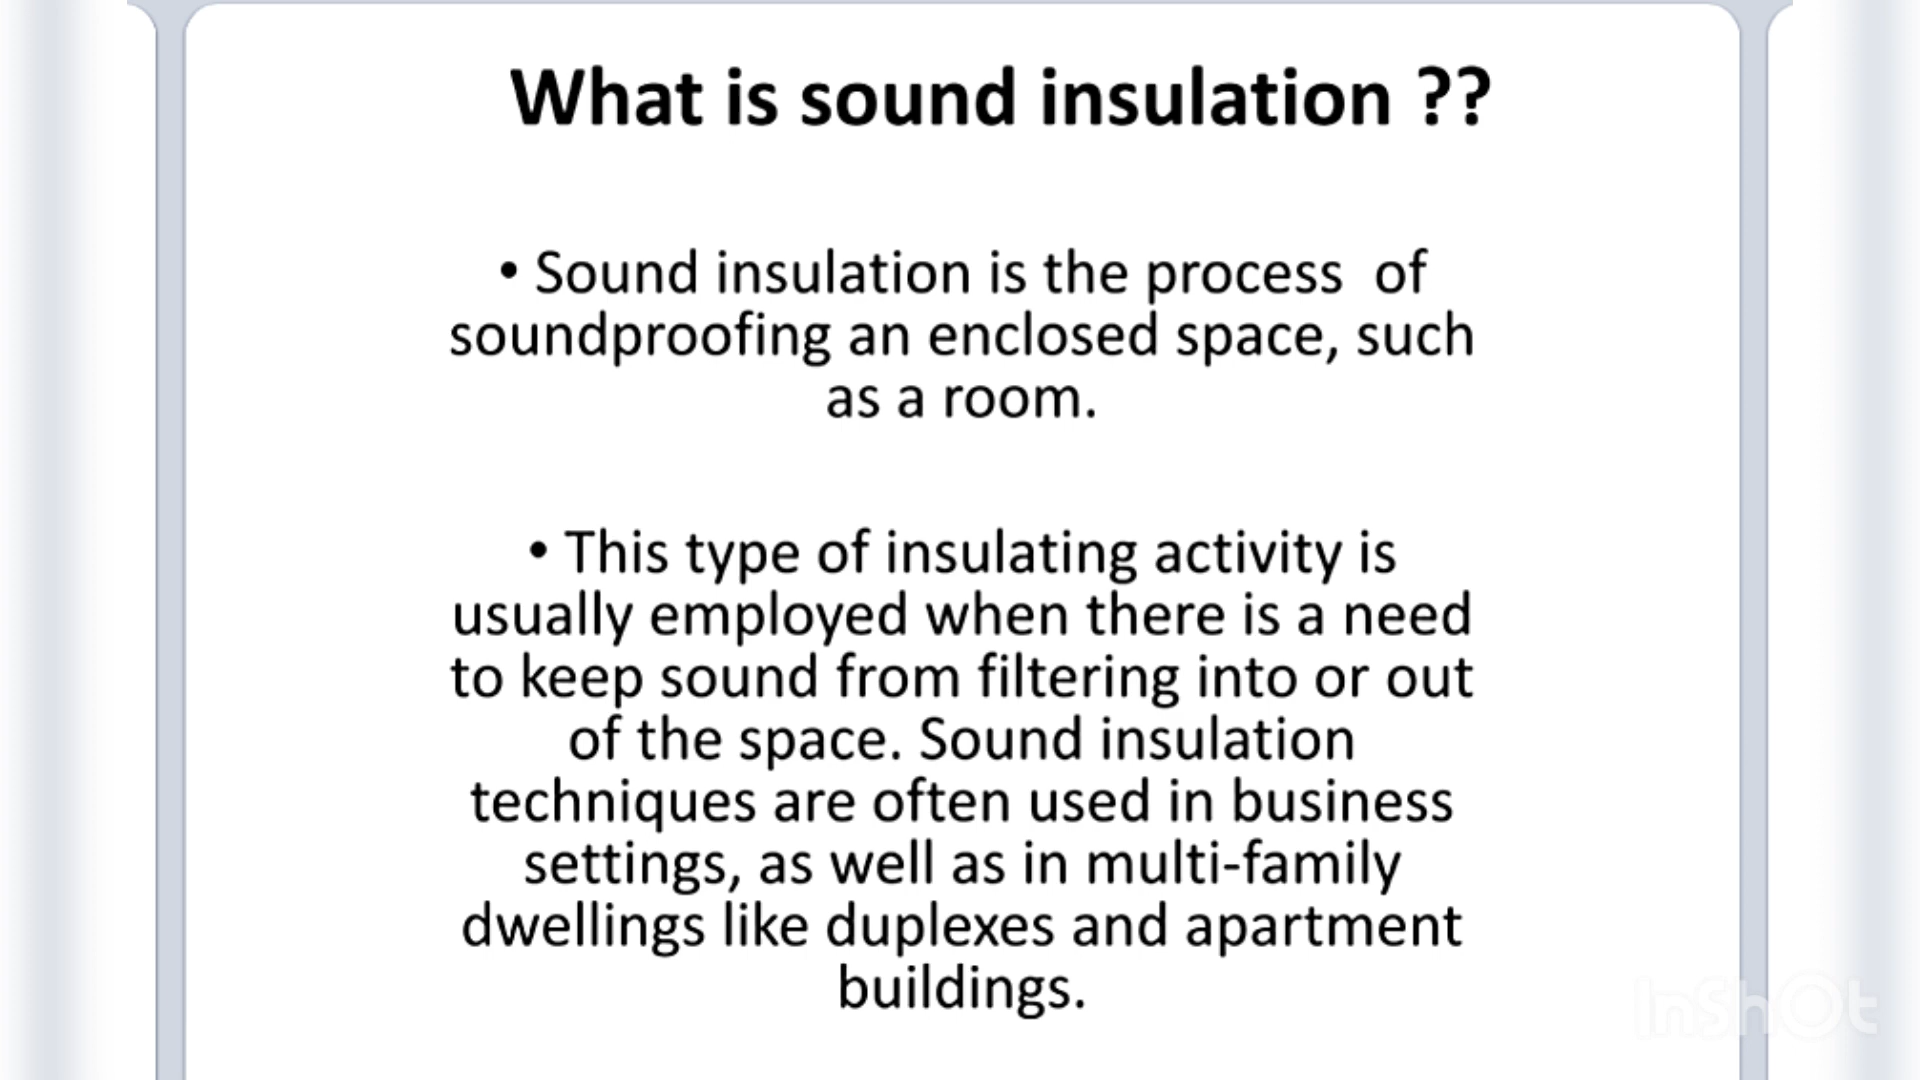 What is sound insulation ??
• Sound insulation is the process  of
soundproofing an enclosed space, such
as a room.
• This type of insulating activity is
usually employed when there is a need
to keep sound from filtering into or out
of the space. Sound insulation
techniques are often used in business
settings, as well as in multi-family
dwellings like duplexes and apartment
buildings.
InShOt